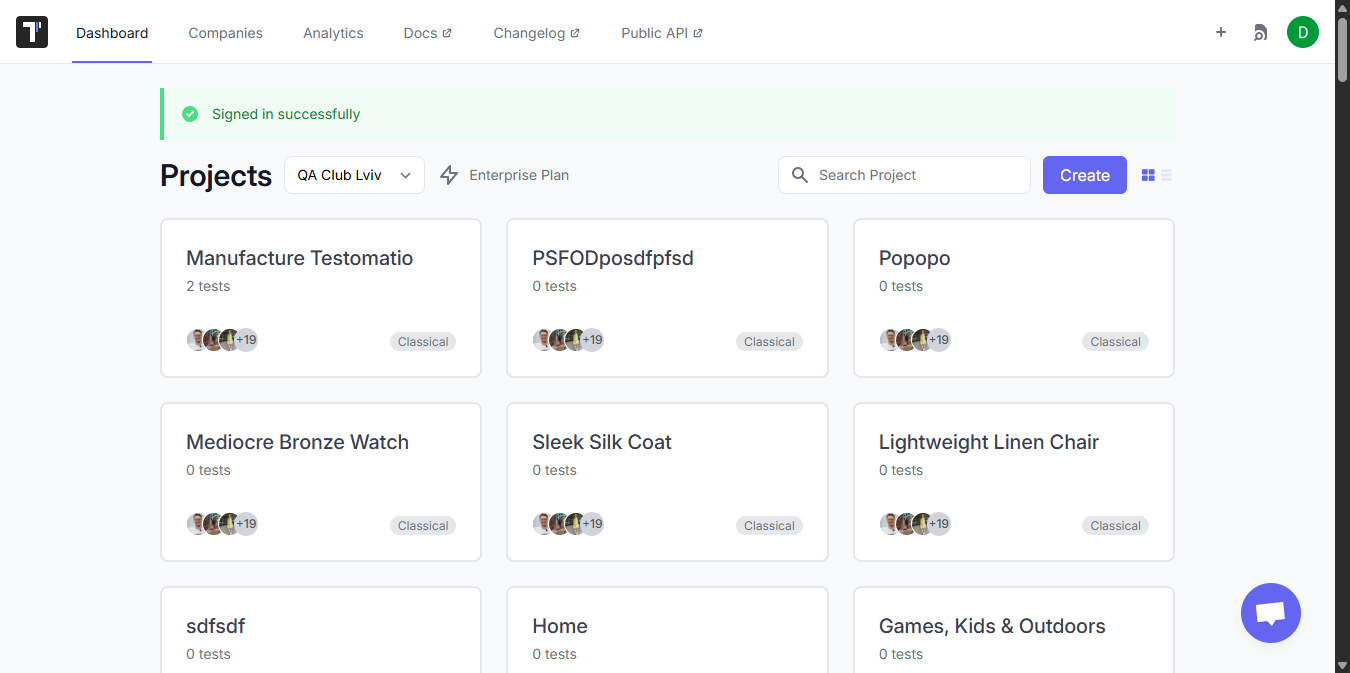 Dashboard Companies Analytics Docs Changelog Public API D
Signed in successfully
Projects QA Club Lviv Enterprise Plan Search Project Create
Manufacture Testomatio PSFODposdfpfsd Popopo
2 tests 0 tests 0 tests
+19 Classical +19 Classical +19 Classical
Mediocre Bronze Watch Sleek Silk Coat Lightweight Linen Chair
0 tests 0 tests 0 tests
+19 Classical +19 Classical +19 Classical
sdfsdf Home Games, Kids & Outdoors
0 tests 0 tests 0 tests